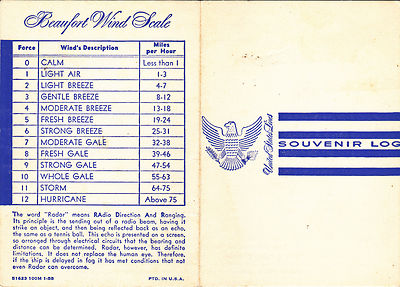 Beaufort Wind Scale
Force Wind's Description Miles per Hour
0 CALM Less than 1
1 LIGHT AIR 1-3
2 LIGHT BREEZE 4-7
3 GENTLE BREEZE 8-12
4 MODERATE BREEZE 13-18
5 FRESH BREEZE 19-24
6 STRONG BREEZE 25-31
7 MODERATE GALE 32-38
8 FRESH GALE 39-46
9 STRONG GALE 47-54
10 WHOLE GALE 55-63
11 STORM 64-75
12 HURRICANE Above 75
The word "Radar" means RAdio Direction And Ranging.
Its principle is the sending out of a radio beam, having it
strike an object, and then being reflected back as an echo,
the same as a tennis ball. This echo is presented on a screen,
so arranged through electrical circuits that the bearing and
distance can be determined. Radar, however, has definite
limitations. It does not replace the human eye. Therefore,
if the ship is delayed in fog it has met conditions that not
even Radar can overcome.
S1623 100M 1-58 PTD. IN U.S.A.
United States Lines
SOUVENIR LOG